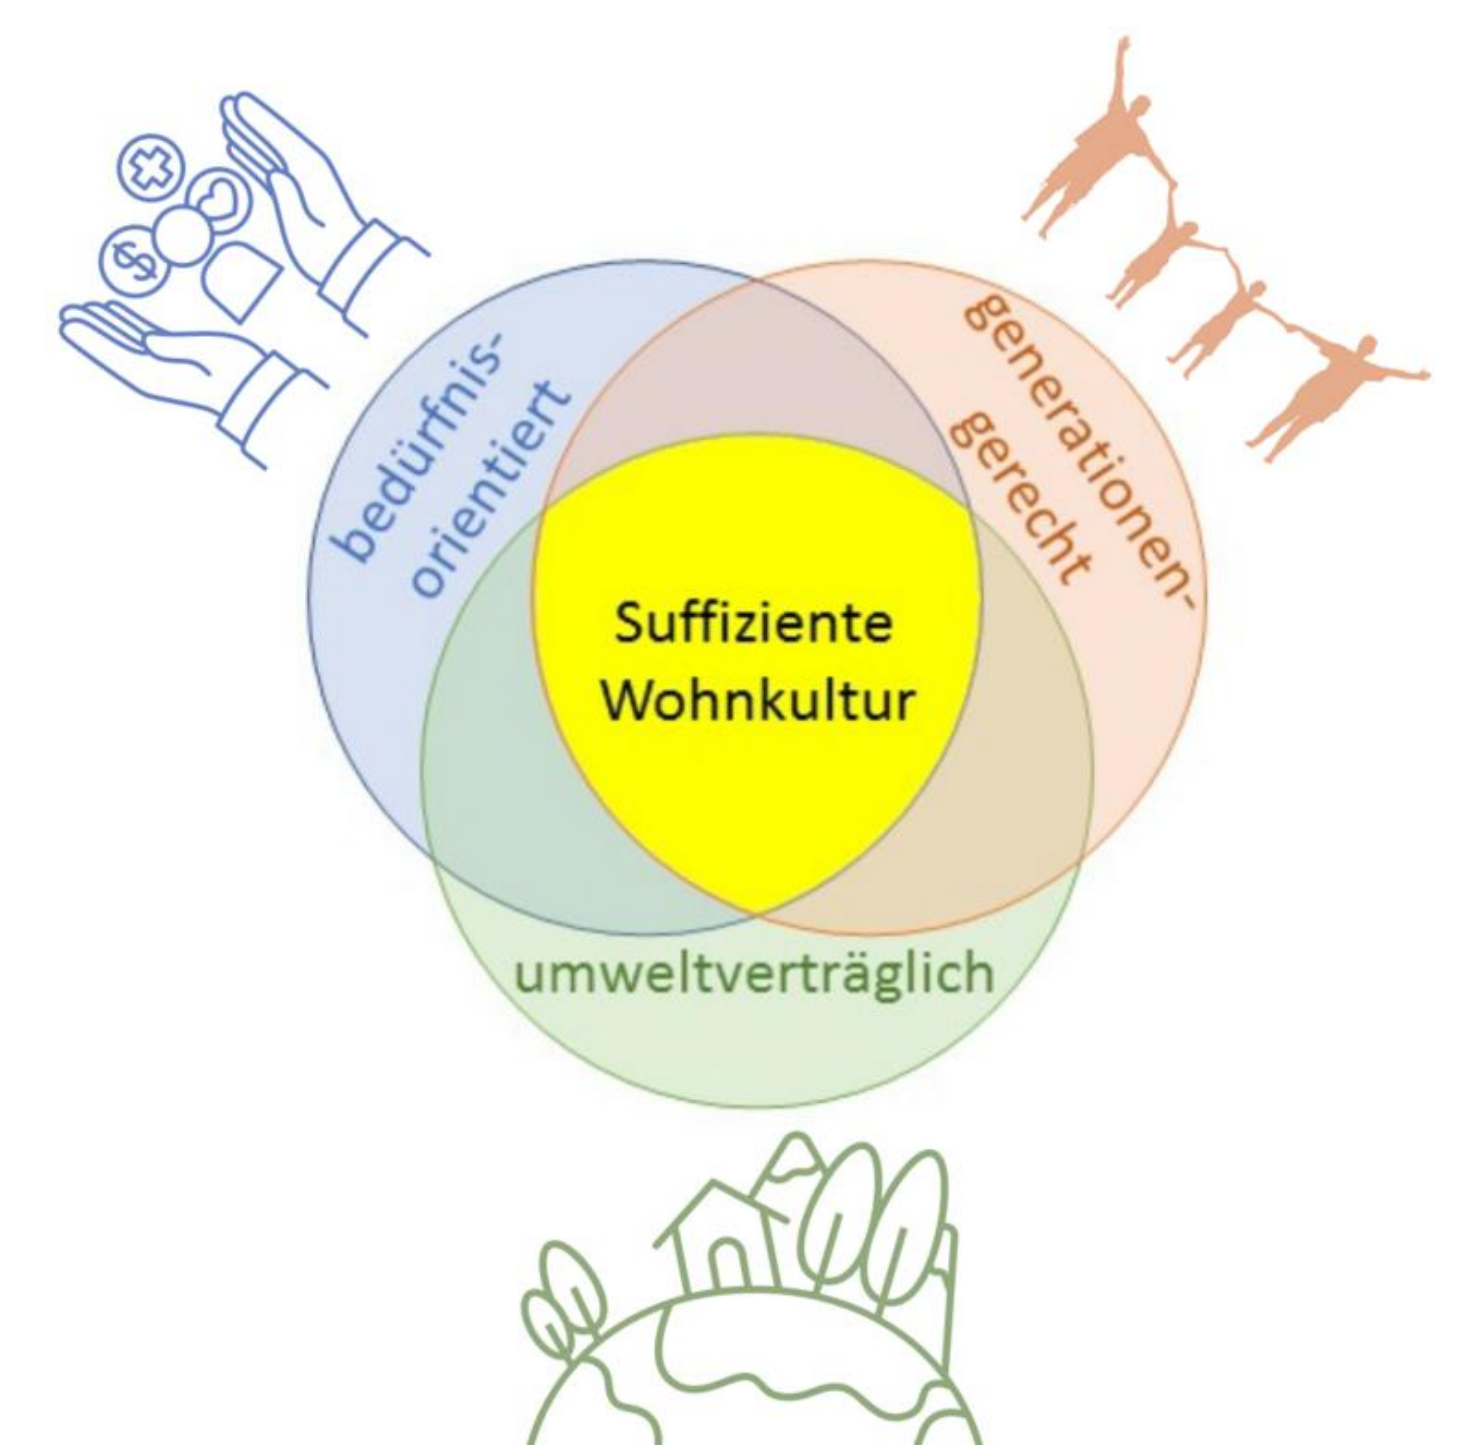 bedürfnis-
orientiert
generationen-
gerecht
Suffiziente
Wohnkultur
umweltverträglich
$